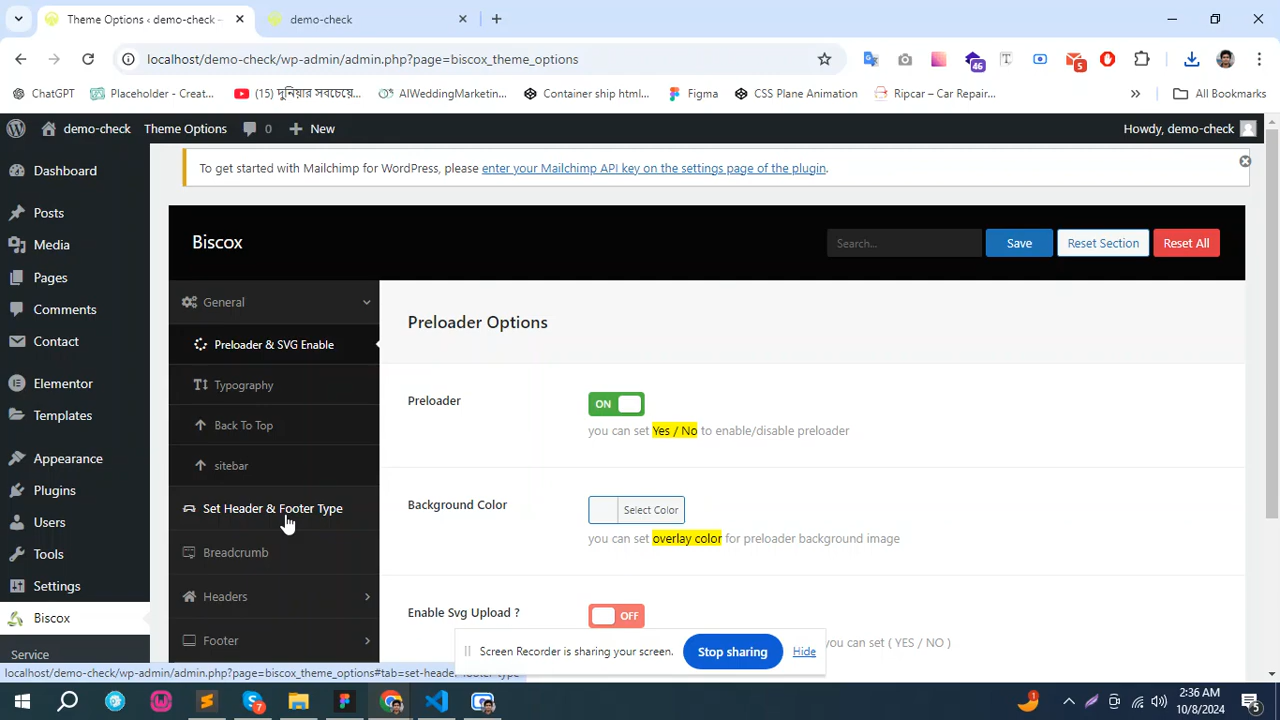 Theme Options ‹ demo-check –
demo-check
localhost/demo-check/wp-admin/admin.php?page=biscox_theme_options
46
5
ChatGPT
Placeholder - Creat...
(15) দুনিয়ার সবচেয়ে...
AIWeddingMarketin...
Container ship html...
Figma
CSS Plane Animation
Ripcar – Car Repair...
»
All Bookmarks
demo-check
Theme Options
0
New
Howdy, demo-check
Dashboard
Posts
Media
Pages
Comments
Contact
Elementor
Templates
Appearance
Plugins
Users
Tools
Settings
Biscox
Service
To get started with Mailchimp for WordPress, please enter your Mailchimp API key on the settings page of the plugin.
Biscox
Search...
Save
Reset Section
Reset All
General
Preloader & SVG Enable
Typography
Back To Top
sitebar
Set Header & Footer Type
Breadcrumb
Headers
Footer
Preloader Options
Preloader
ON
you can set Yes / No to enable/disable preloader
Background Color
Select Color
you can set overlay color for preloader background image
Enable Svg Upload ?
OFF
you can set ( YES / NO )
Screen Recorder is sharing your screen.
Stop sharing
Hide
localhost/demo-check/wp-admin/admin.php?page=biscox_theme_options#tab=set-header-footer-type
7
1
2:36 AM
10/8/2024
5